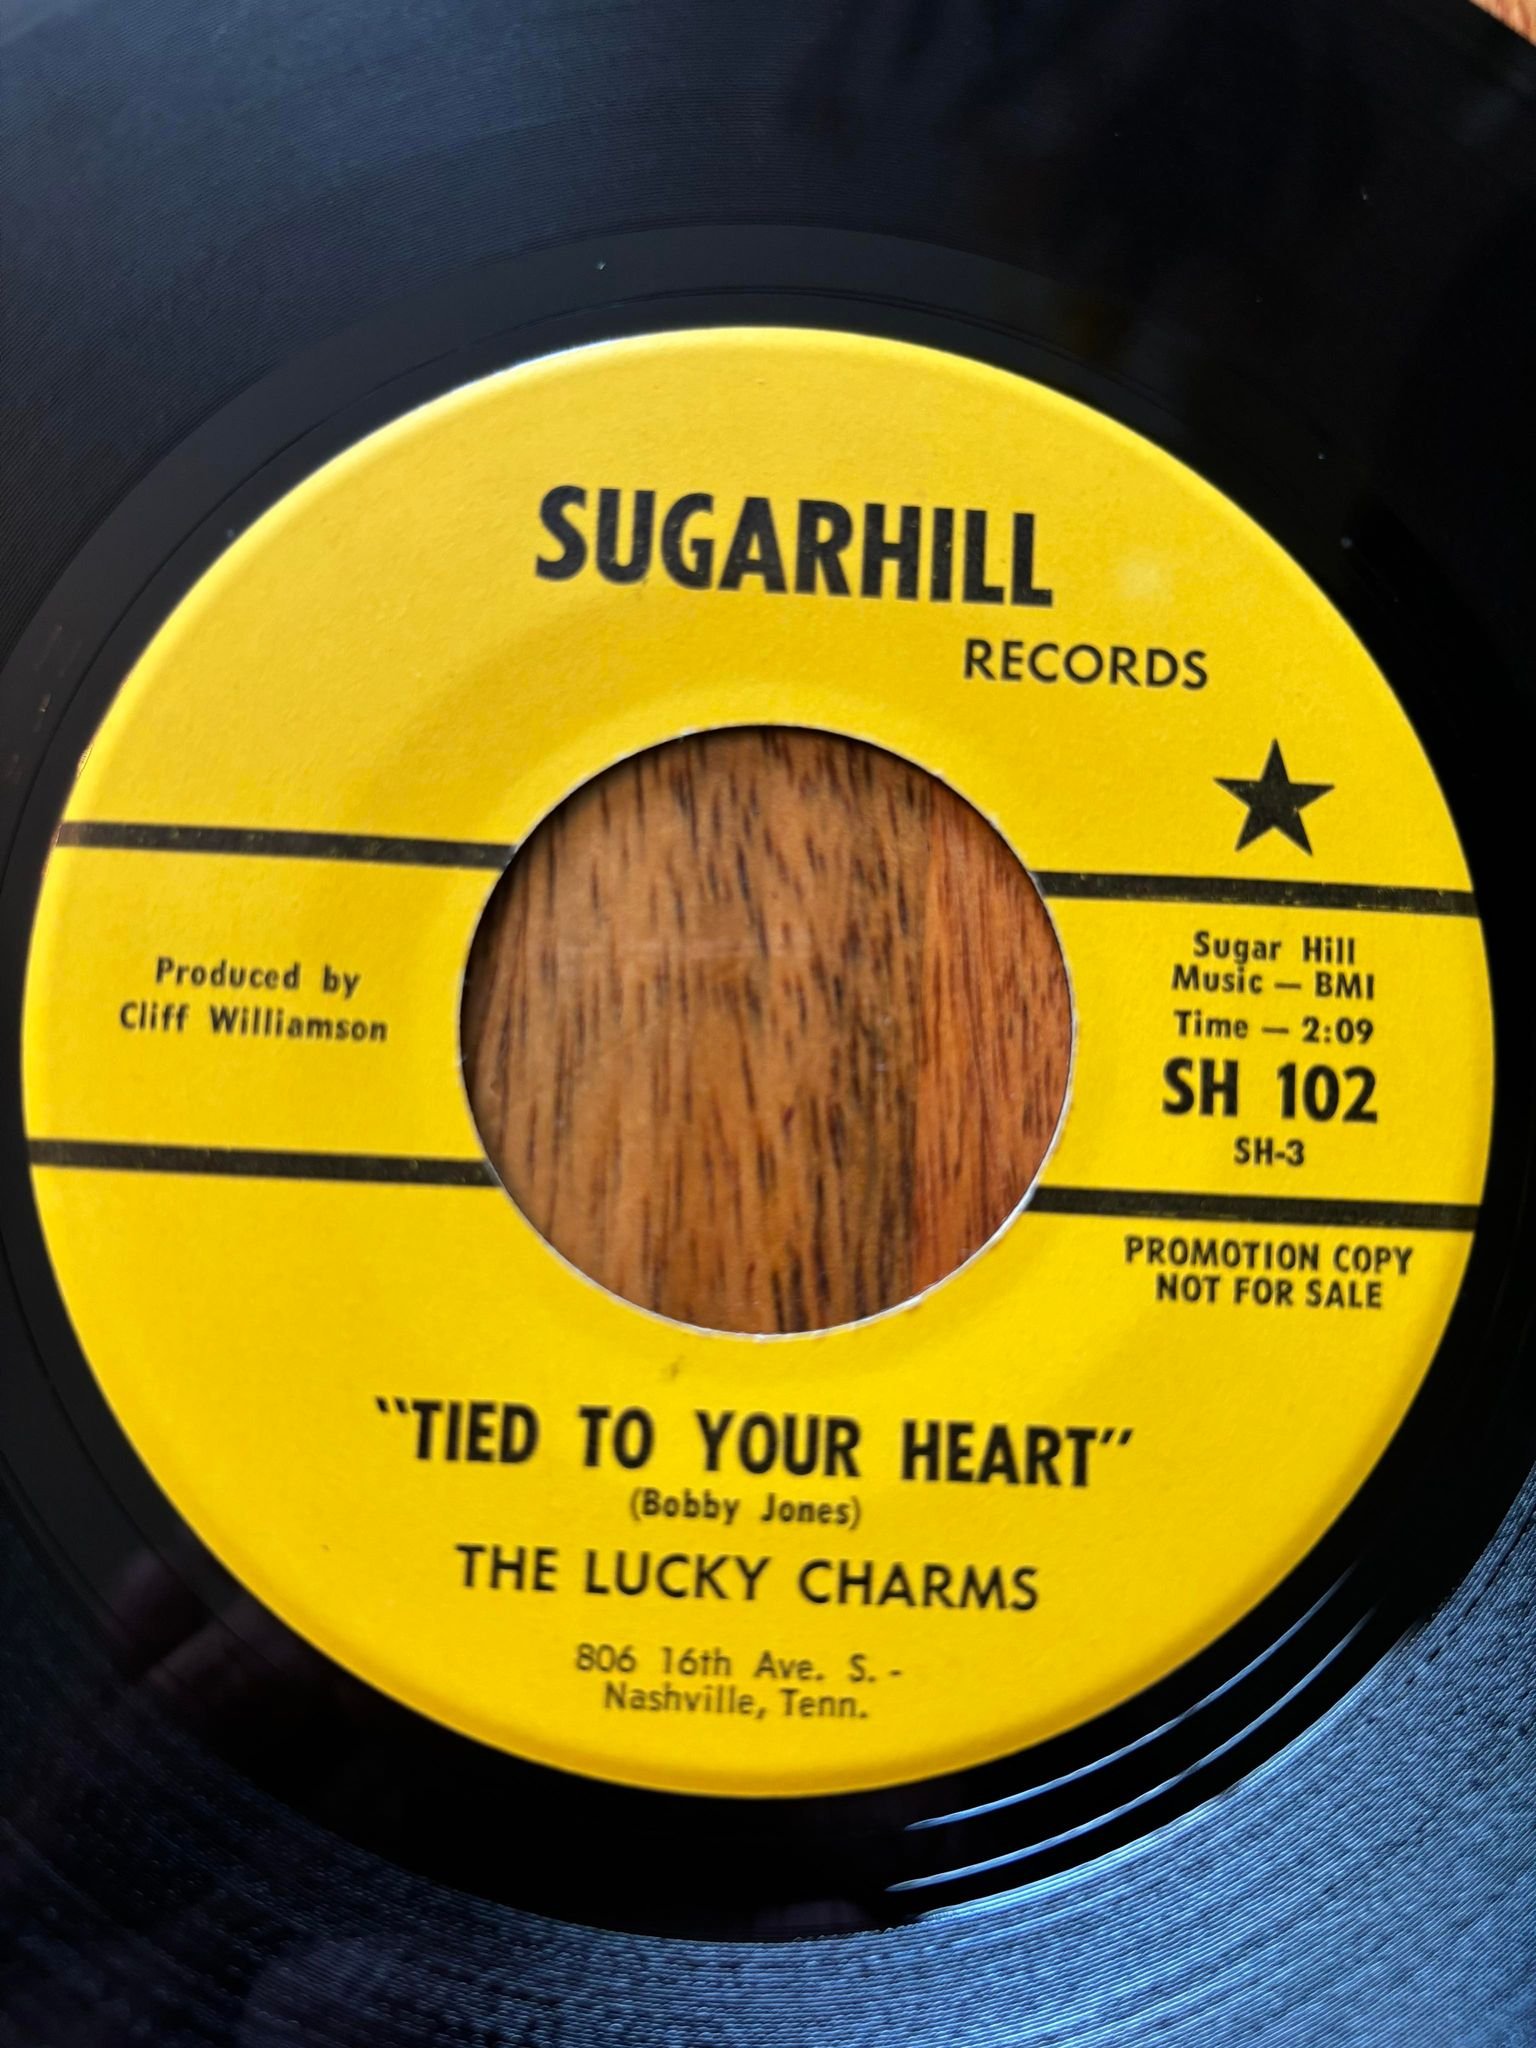 SUGARHILL
RECORDS
Produced by
Cliff Williamson
Sugar Hill
Music — BMI
Time — 2:09
SH 102
SH-3
PROMOTION COPY
NOT FOR SALE
"TIED TO YOUR HEART"
(Bobby Jones)
THE LUCKY CHARMS
806 16th Ave. S. -
Nashville, Tenn.